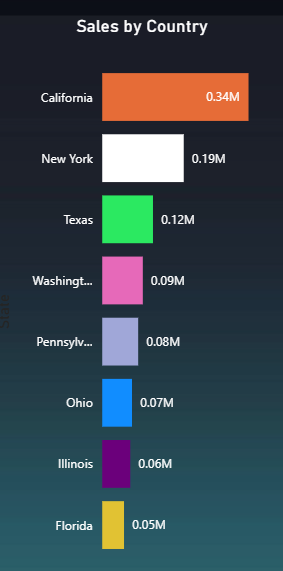 Sales by Country
California 0.34M
New York 0.19M
Texas 0.12M
Washingt... 0.09M
Pennsylv... 0.08M
Ohio 0.07M
Illinois 0.06M
Florida 0.05M
State